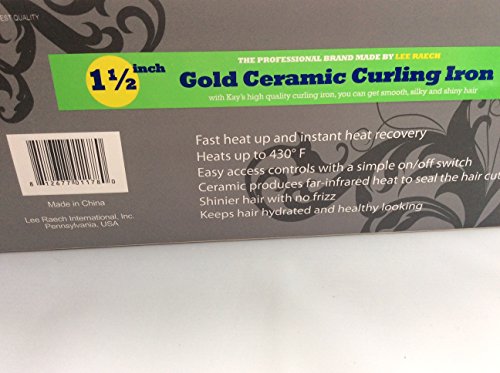 EST QUALITY
THE PROFESSIONAL BRAND MADE BY LEE RAECH
1½ inch
Gold Ceramic Curling Iron
with Kay's high quality curling iron, you can get smooth, silky and shiny hair
Fast heat up and instant heat recovery
Heats up to 430° F
Easy access controls with a simple on/off switch
Ceramic produces far-infrared heat to seal the hair cut
Shinier hair with no frizz
Keeps hair hydrated and healthy looking
8 12477 01178 0
Made in China
Lee Raech International, Inc.
Pennsylvania, USA